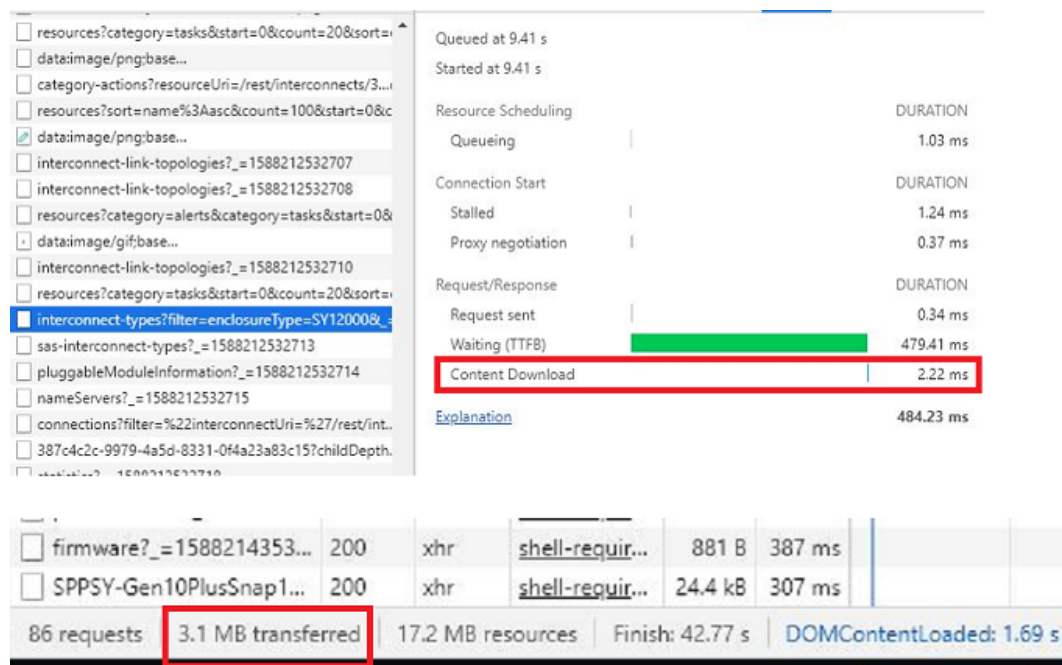 resources?category=tasks&start=0&count=20&sort=
data:image/png;base...
category-actions?resourceUri=/rest/interconnects/3...
resources?sort=name%3Aasc&count=100&start=0&c
data:image/png;base...
interconnect-link-topologies?_=1588212532707
interconnect-link-topologies?_=1588212532708
resources?category=alerts&category=tasks&start=0&
data:image/gif;base...
interconnect-link-topologies?_=1588212532710
resources?category=tasks&start=0&count=20&sort=
interconnect-types?filter=enclosureType=SY12000&_=
sas-interconnect-types?_=1588212532713
pluggableModuleInformation?_=1588212532714
nameServers?_=1588212532715
connections?filter=%22interconnectUri=%27/rest/int...
387c4c2c-9979-4a5d-8331-0f4a23a83c15?childDepth.
Queued at 9.41 s
Started at 9.41 s
Resource Scheduling DURATION
Queueing 1.03 ms
Connection Start DURATION
Stalled 1.24 ms
Proxy negotiation 0.37 ms
Request/Response DURATION
Request sent 0.34 ms
Waiting (TTFB) 479.41 ms
Content Download 2.22 ms
Explanation 484.23 ms
firmware?_=1588214353... 200 xhr shell-requir... 881 B 387 ms
SPPSY-Gen10PlusSnap1... 200 xhr shell-requir... 24.4 kB 307 ms
86 requests 3.1 MB transferred 17.2 MB resources Finish: 42.77 s DOMContentLoaded: 1.69 s